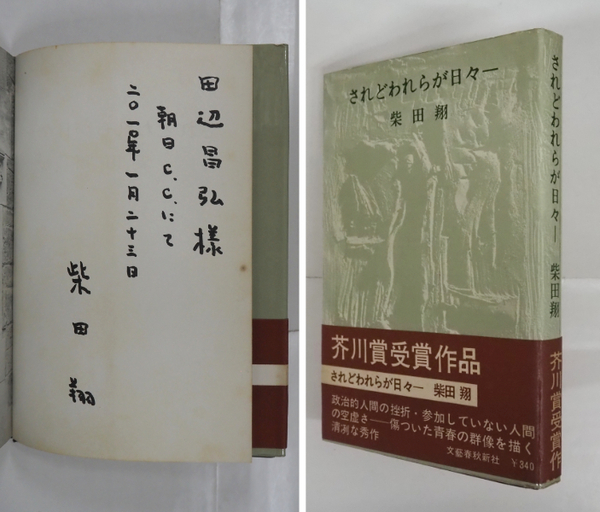 田辺昌弘様
朝日C.C.にて
二〇一〇年一月二十三日
柴田翔
されどわれらが日々―
柴田翔
芥川賞受賞作品
されどわれらが日々― 柴田翔
政治的人間の挫折・参加していない人間
の空虚さ――傷ついた青春の群像を描く
清冽な秀作
文藝春秋新社 ¥340
されどわれらが日々―
柴田翔
芥川賞受賞作